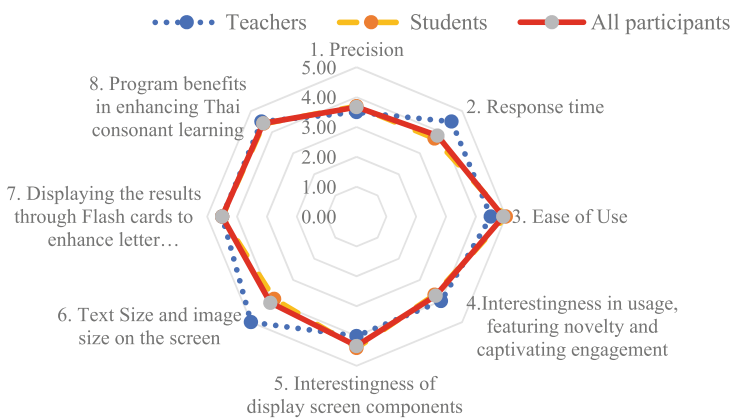 Teachers Students All participants
1. Precision
5.00
4.00
3.00
2.00
1.00
0.00
2. Response time
3. Ease of Use
4.Interestingness in usage,
featuring novelty and
captivating engagement
5. Interestingness of
display screen components
6. Text Size and image
size on the screen
7. Displaying the results
through Flash cards to
enhance letter…
8. Program benefits
in enhancing Thai
consonant learning